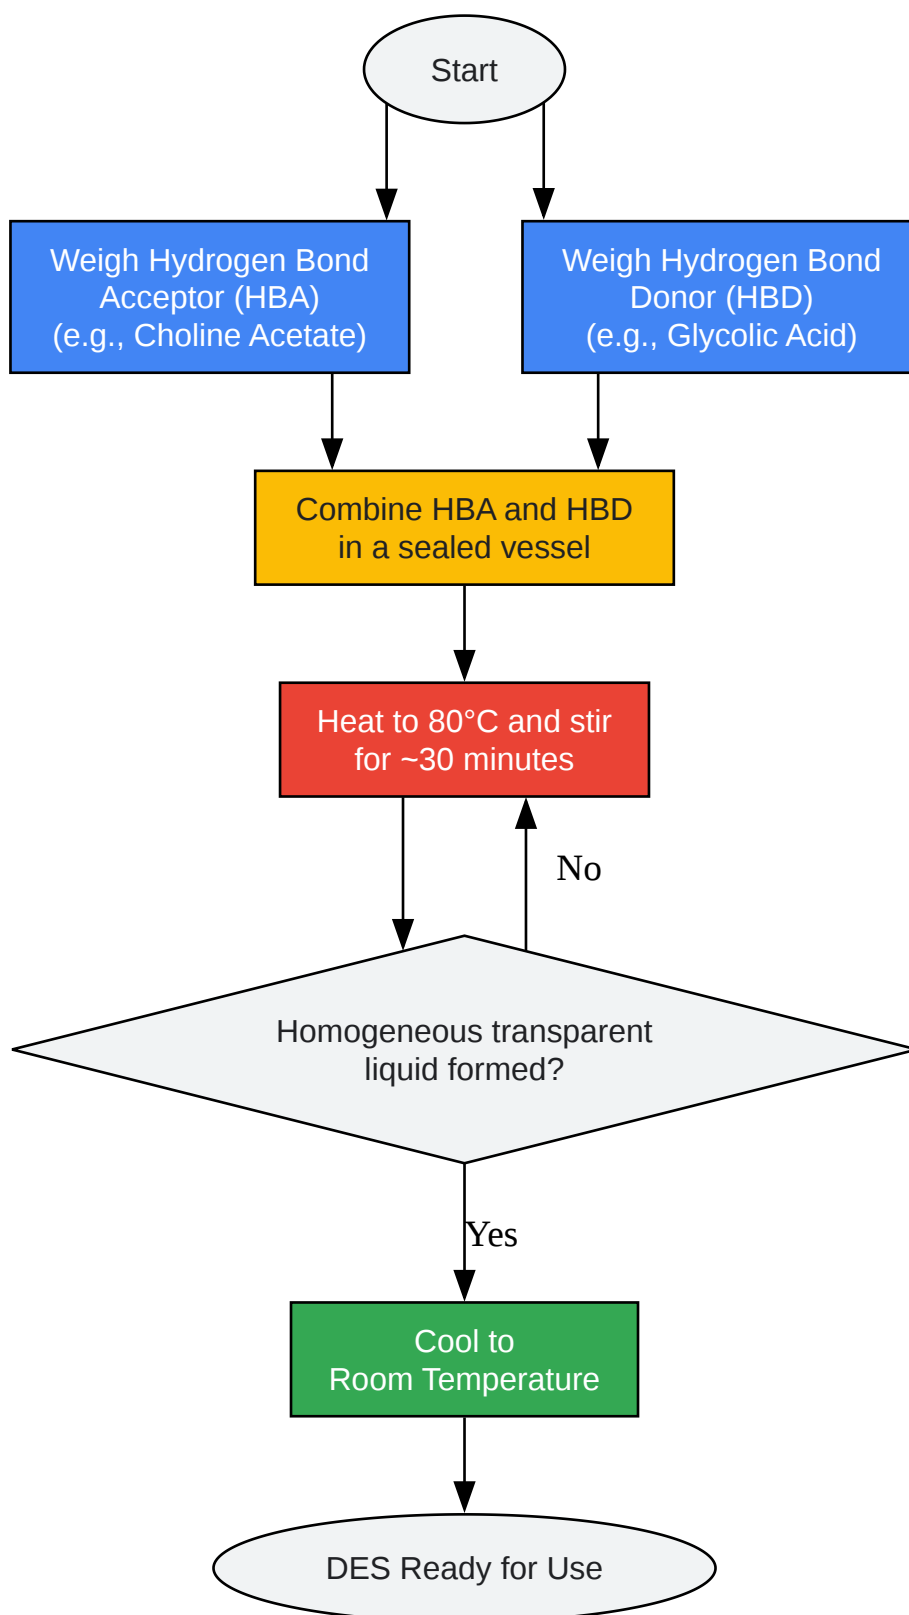 Start
Weigh Hydrogen Bond
Acceptor (HBA)
(e.g., Choline Acetate)
Weigh Hydrogen Bond
Donor (HBD)
(e.g., Glycolic Acid)
Combine HBA and HBD
in a sealed vessel
Heat to 80°C and stir
for ~30 minutes
No
Homogeneous transparent
liquid formed?
Yes
Cool to
Room Temperature
DES Ready for Use